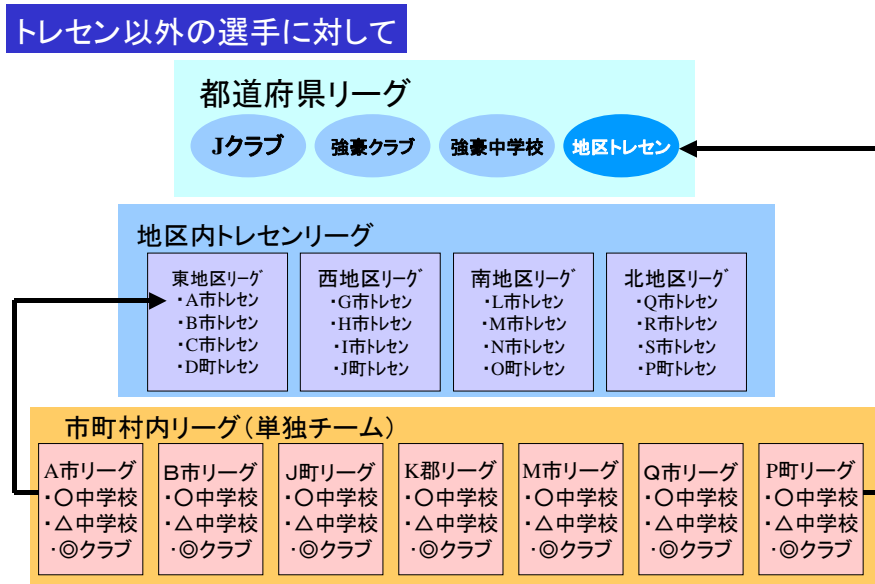 トレセン以外の選手に対して
都道府県リーグ
Jクラブ
強豪クラブ
強豪中学校
地区トレセン
地区内トレセンリーグ
東地区ﾘｰｸﾞ
・A市ﾄﾚｾﾝ
・B市ﾄﾚｾﾝ
・C市ﾄﾚｾﾝ
・D町ﾄﾚｾﾝ
西地区ﾘｰｸﾞ
・G市ﾄﾚｾﾝ
・H市ﾄﾚｾﾝ
・I市ﾄﾚｾﾝ
・J町ﾄﾚｾﾝ
南地区ﾘｰｸﾞ
・L市ﾄﾚｾﾝ
・M市ﾄﾚｾﾝ
・N市ﾄﾚｾﾝ
・O町ﾄﾚｾﾝ
北地区ﾘｰｸﾞ
・Q市ﾄﾚｾﾝ
・R市ﾄﾚｾﾝ
・S市ﾄﾚｾﾝ
・P町ﾄﾚｾﾝ
市町村内リーグ（単独チーム）
A市リーグ
・〇中学校
・△中学校
・◎クラブ
B市リーグ
・〇中学校
・△中学校
・◎クラブ
J町リーグ
・〇中学校
・△中学校
・◎クラブ
K郡リーグ
・〇中学校
・△中学校
・◎クラブ
M市リーグ
・〇中学校
・△中学校
・◎クラブ
Q市リーグ
・〇中学校
・△中学校
・◎クラブ
P町リーグ
・〇中学校
・△中学校
・◎クラブ